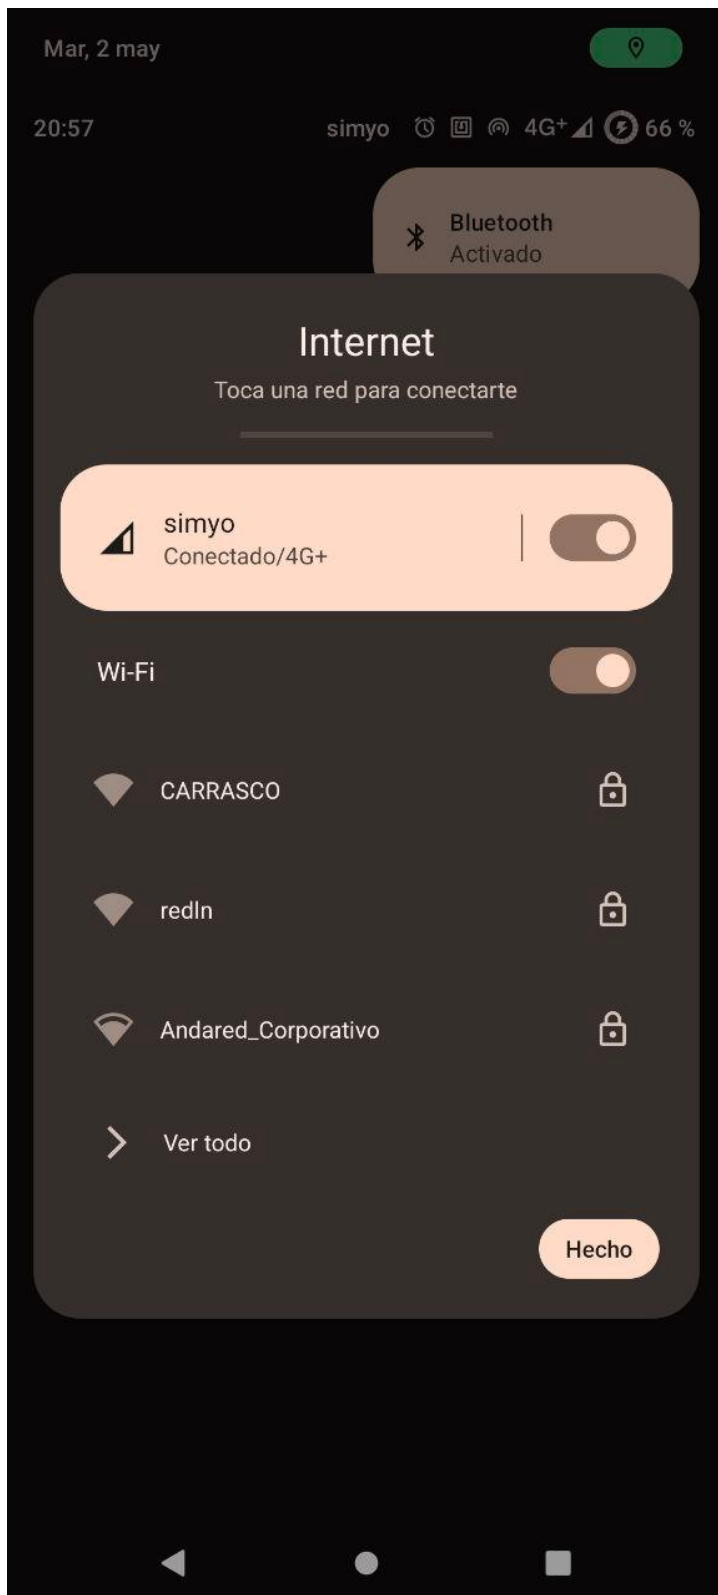 Mar, 2 may
20:57 simyo 4G+ 66 %
Bluetooth
Activado
Internet
Toca una red para conectarte
simyo
Conectado/4G+
Wi-Fi
CARRASCO
redln
Andared_Corporativo
Ver todo
Hecho